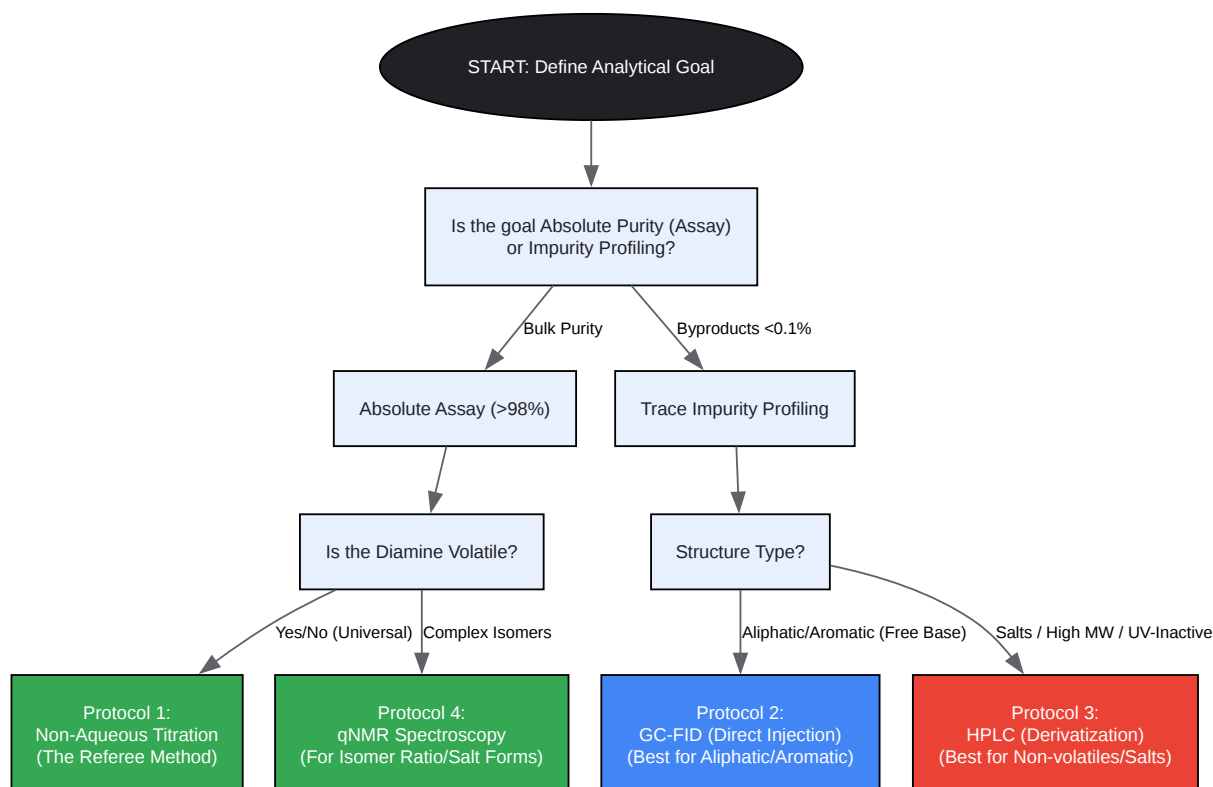 START: Define Analytical Goal
Is the goal Absolute Purity (Assay)
or Impurity Profiling?
Bulk Purity
Byproducts <0.1%
Absolute Assay (>98%)
Trace Impurity Profiling
Is the Diamine Volatile?
Structure Type?
Yes/No (Universal)
Complex Isomers
Aliphatic/Aromatic (Free Base)
Salts / High MW / UV-Inactive
Protocol 1:
Non-Aqueous Titration
(The Referee Method)
Protocol 4:
qNMR Spectroscopy
(For Isomer Ratio/Salt Forms)
Protocol 2:
GC-FID (Direct Injection)
(Best for Aliphatic/Aromatic)
Protocol 3:
HPLC (Derivatization)
(Best for Non-volatiles/Salts)